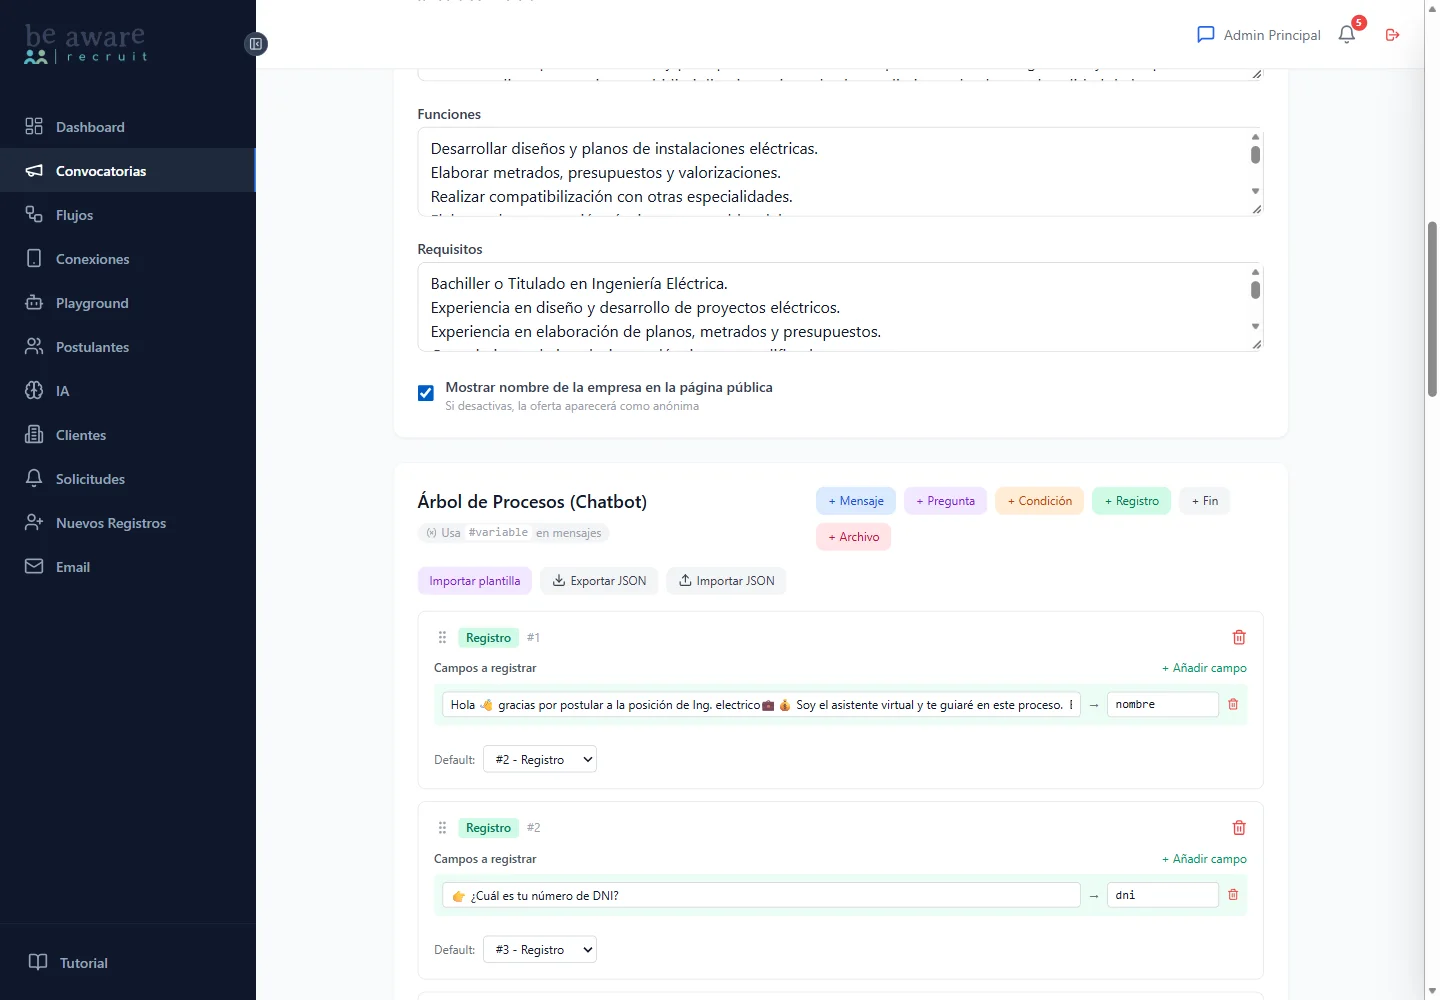 be aware
recruit
Admin Principal
5
Dashboard
Convocatorias
Flujos
Conexiones
Playground
Postulantes
IA
Clientes
Solicitudes
Nuevos Registros
Email
Tutorial
Funciones
Desarrollar diseños y planos de instalaciones eléctricas.
Elaborar metrados, presupuestos y valorizaciones.
Realizar compatibilización con otras especialidades.
Requisitos
Bachiller o Titulado en Ingeniería Eléctrica.
Experiencia en diseño y desarrollo de proyectos eléctricos.
Experiencia en elaboración de planos, metrados y presupuestos.
Mostrar nombre de la empresa en la página pública
Si desactivas, la oferta aparecerá como anónima
Árbol de Procesos (Chatbot)
+ Mensaje
+ Pregunta
+ Condición
+ Registro
+ Fin
+ Archivo
(x) Usa #variable en mensajes
Importar plantilla
Exportar JSON
Importar JSON
Registro #1
Campos a registrar
+ Añadir campo
Hola 👋 gracias por postular a la posición de Ing. electrico💼 💰 Soy el asistente virtual y te guiaré en este proceso. → nombre
Default: #2 - Registro
Registro #2
Campos a registrar
+ Añadir campo
👉 ¿Cuál es tu número de DNI? → dni
Default: #3 - Registro